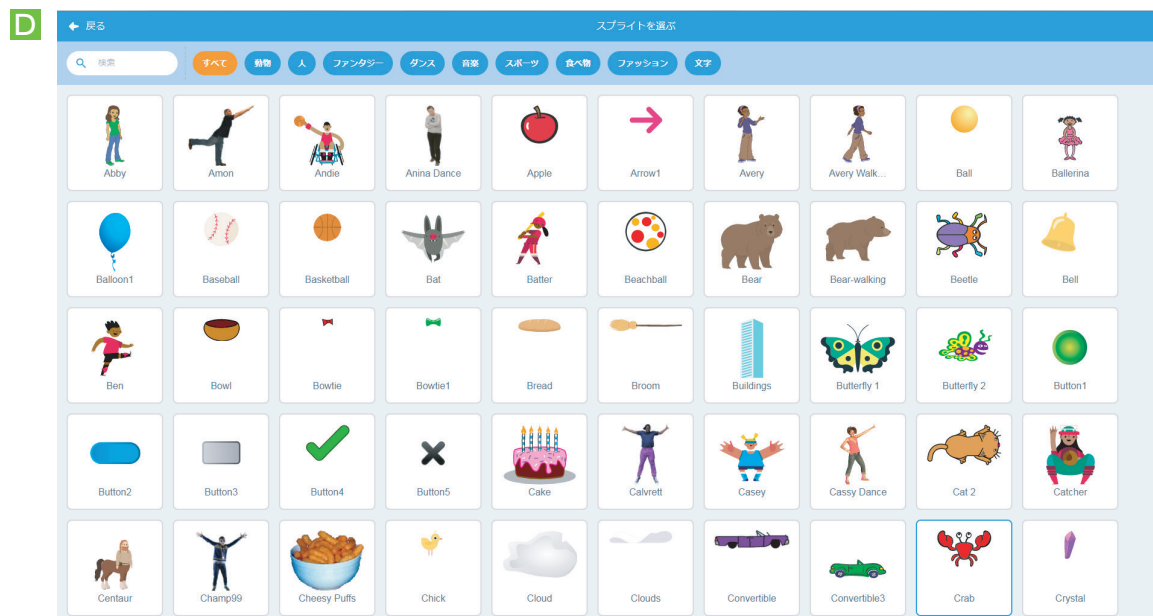 D
戻る スプライトを選ぶ
検索 すべて 動物 人 ファンタジー ダンス 音楽 スポーツ 食べ物 ファッション 文字
Abby Amon Andie Anina Dance Apple Arrow1 Avery Avery Walk... Ball Ballerina
Balloon1 Baseball Basketball Bat Batter Beachball Bear Bear-walking Beetle Bell
Ben Bowl Bowtie Bowtie1 Bread Broom Buildings Butterfly 1 Butterfly 2 Button1
Button2 Button3 Button4 Button5 Cake Calvrett Casey Cassy Dance Cat 2 Catcher
Centaur Champ99 Cheesy Puffs Chick Cloud Clouds Convertible Convertible3 Crab Crystal